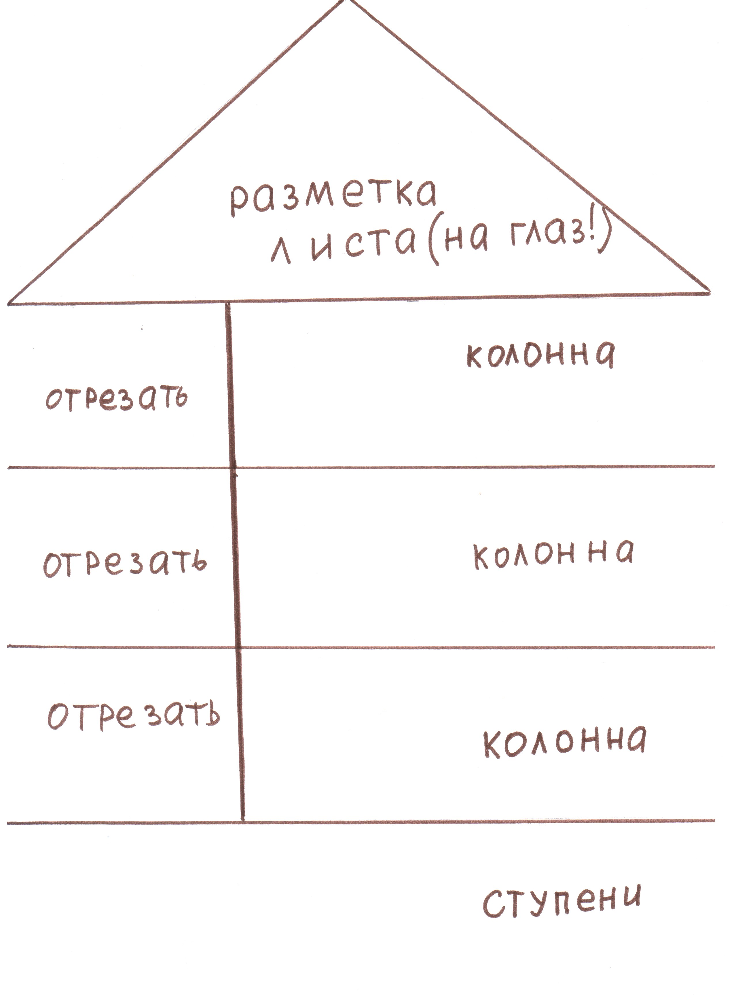 разметка
листа (на глаз!)
колонна
отрезать
колонна
отрезать
отрезать
колонна
ступени